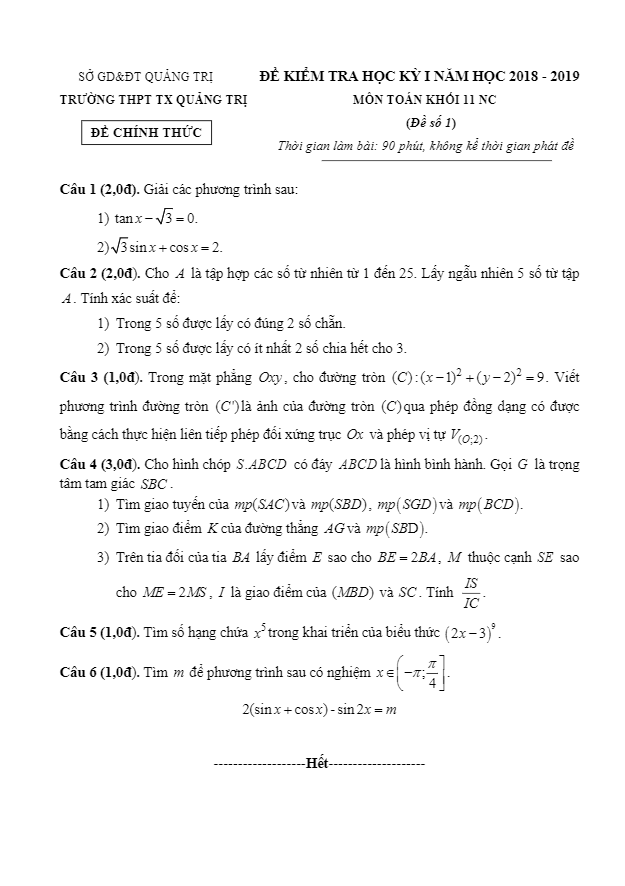 SỞ GD&ĐT QUẢNG TRỊ
TRƯỜNG THPT TX QUẢNG TRỊ
ĐỀ CHÍNH THỨC
ĐỀ KIỂM TRA HỌC KỲ I NĂM HỌC 2018 - 2019
MÔN TOÁN KHỐI 11 NC
(Đề số 1)
Thời gian làm bài: 90 phút, không kể thời gian phát đề
Câu 1 (2,0đ). Giải các phương trình sau:
1) tan x − √3 = 0.
2) √3 sin x + cos x = 2.
Câu 2 (2,0đ). Cho A là tập hợp các số tự nhiên từ 1 đến 25. Lấy ngẫu nhiên 5 số từ tập
A. Tính xác suất để:
1) Trong 5 số được lấy có đúng 2 số chẵn.
2) Trong 5 số được lấy có ít nhất 2 số chia hết cho 3.
Câu 3 (1,0đ). Trong mặt phẳng Oxy, cho đường tròn (C):(x−1)² + (y−2)² = 9. Viết
phương trình đường tròn (C') là ảnh của đường tròn (C) qua phép đồng dạng có được
bằng cách thực hiện liên tiếp phép đối xứng trục Ox và phép vị tự V(O;2).
Câu 4 (3,0đ). Cho hình chóp S.ABCD có đáy ABCD là hình bình hành. Gọi G là trọng
tâm tam giác SBC.
1) Tìm giao tuyến của mp(SAC) và mp(SBD), mp(SGD) và mp(BCD).
2) Tìm giao điểm K của đường thẳng AG và mp(SBD).
3) Trên tia đối của tia BA lấy điểm E sao cho BE = 2BA, M thuộc cạnh SE sao
cho ME = 2MS, I là giao điểm của (MBD) và SC. Tính IS/IC.
Câu 5 (1,0đ). Tìm số hạng chứa x⁵ trong khai triển của biểu thức (2x−3)⁹.
Câu 6 (1,0đ). Tìm m để phương trình sau có nghiệm x∈(−π; π/4].
2(sin x + cos x) - sin 2x = m
-------------------Hết--------------------